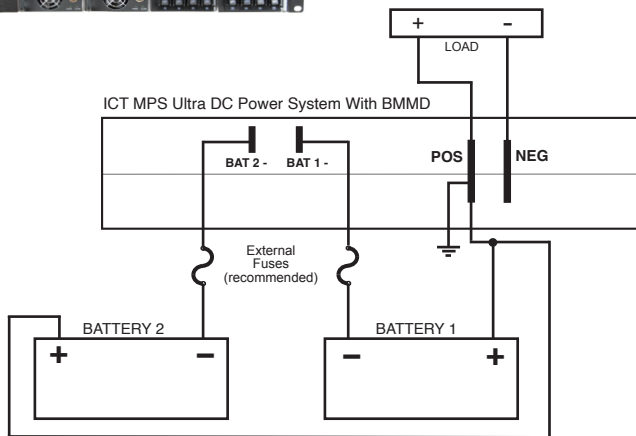 + -
LOAD
ICT MPS Ultra DC Power System With BMMD
BAT 2 - BAT 1 - POS NEG
External
Fuses
(recommended)
BATTERY 2 BATTERY 1
+ - - +